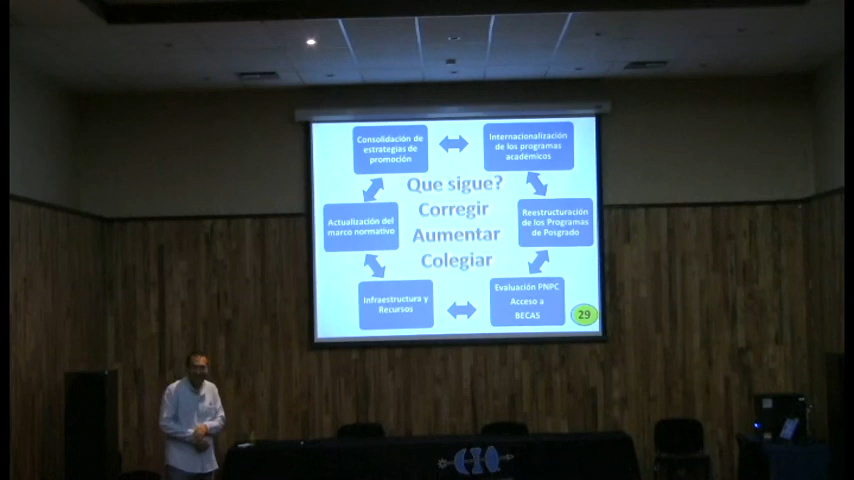 Consolidación de
estrategias de
promoción
Internacionalización
de los programas
académicos
Que sigue?
Corregir
Aumentar
Colegiar
Actualización del
marco normativo
Reestructuración
de los Programas
de Posgrado
Infraestructura y
Recursos
Evaluación PNPC
Acceso a
BECAS
29
CIQ